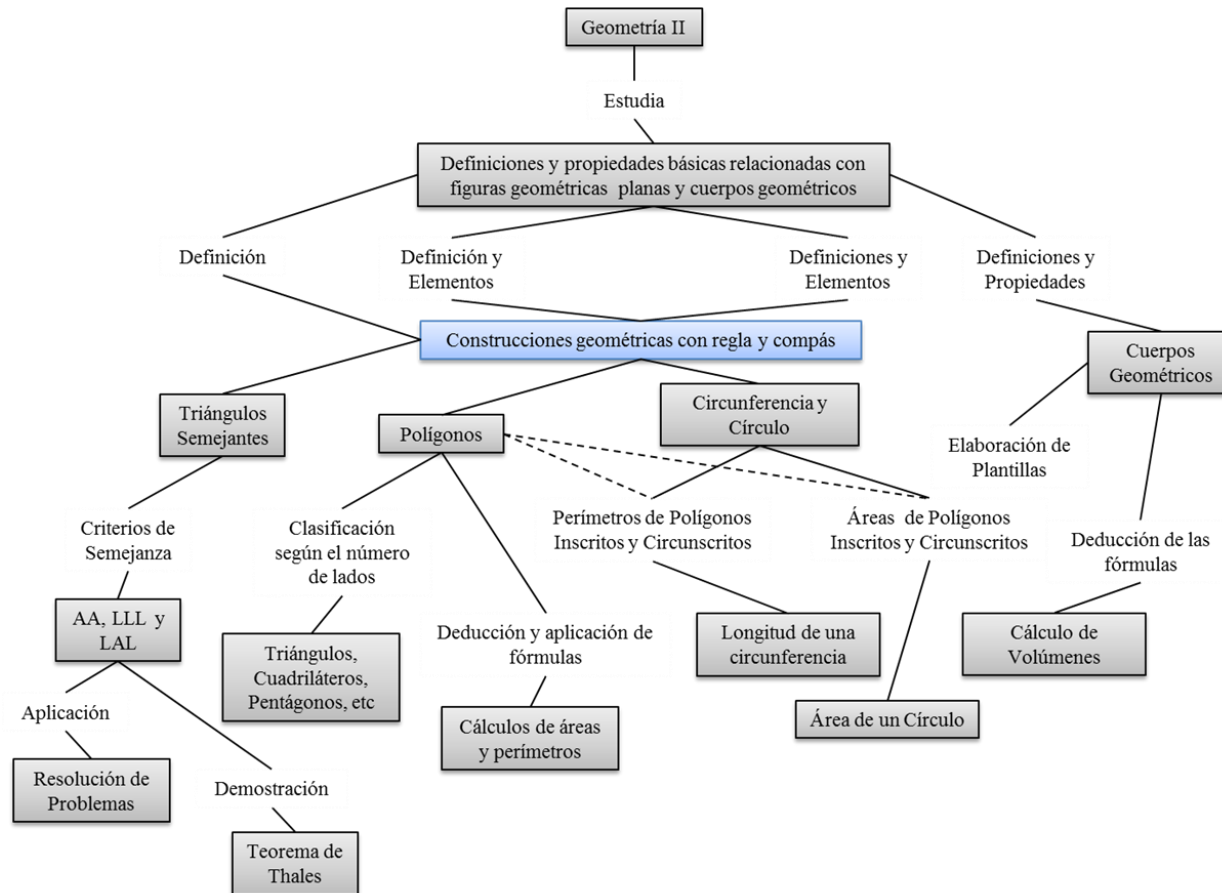 Geometría II
Estudia
Definiciones y propiedades básicas relacionadas con
figuras geométricas planas y cuerpos geométricos
Definición
Definición y
Elementos
Definiciones y
Elementos
Definiciones y
Propiedades
Construcciones geométricas con regla y compás
Cuerpos
Geométricos
Triángulos
Semejantes
Polígonos
Circunferencia y
Círculo
Elaboración de
Plantillas
Criterios de
Semejanza
Clasificación
según el número
de lados
Perímetros de Polígonos
Inscritos y Circunscritos
Áreas de Polígonos
Inscritos y Circunscritos
Deducción de las
fórmulas
AA, LLL y
LAL
Triángulos,
Cuadriláteros,
Pentágonos, etc
Deducción y aplicación de
fórmulas
Longitud de una
circunferencia
Cálculo de
Volúmenes
Aplicación
Cálculos de áreas
y perímetros
Área de un Círculo
Resolución de
Problemas
Demostración
Teorema de
Thales